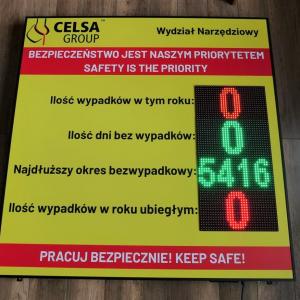 CELSA
GROUP
Wydział Narzędziowy
BEZPIECZEŃSTWO JEST NASZYM PRIORYTETEM
SAFETY IS THE PRIORITY
Ilość wypadków w tym roku: 0
Ilość dni bez wypadków: 0
Najdłuższy okres bezwypadkowy: 5416
Ilość wypadków w roku ubiegłym: 0
PRACUJ BEZPIECZNIE! KEEP SAFE!